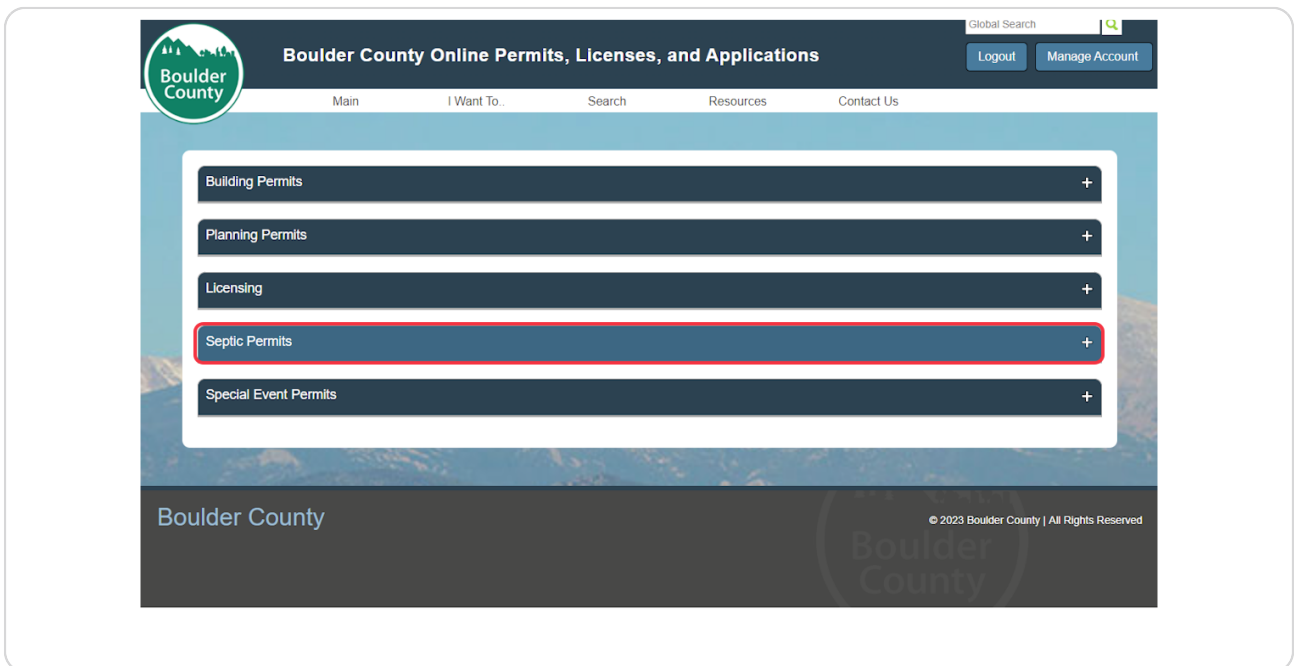 Global Search
Boulder County
Boulder County Online Permits, Licenses, and Applications
Logout Manage Account
Main I Want To.. Search Resources Contact Us
Building Permits +
Planning Permits +
Licensing +
Septic Permits +
Special Event Permits +
Boulder County
© 2023 Boulder County | All Rights Reserved
Boulder
County